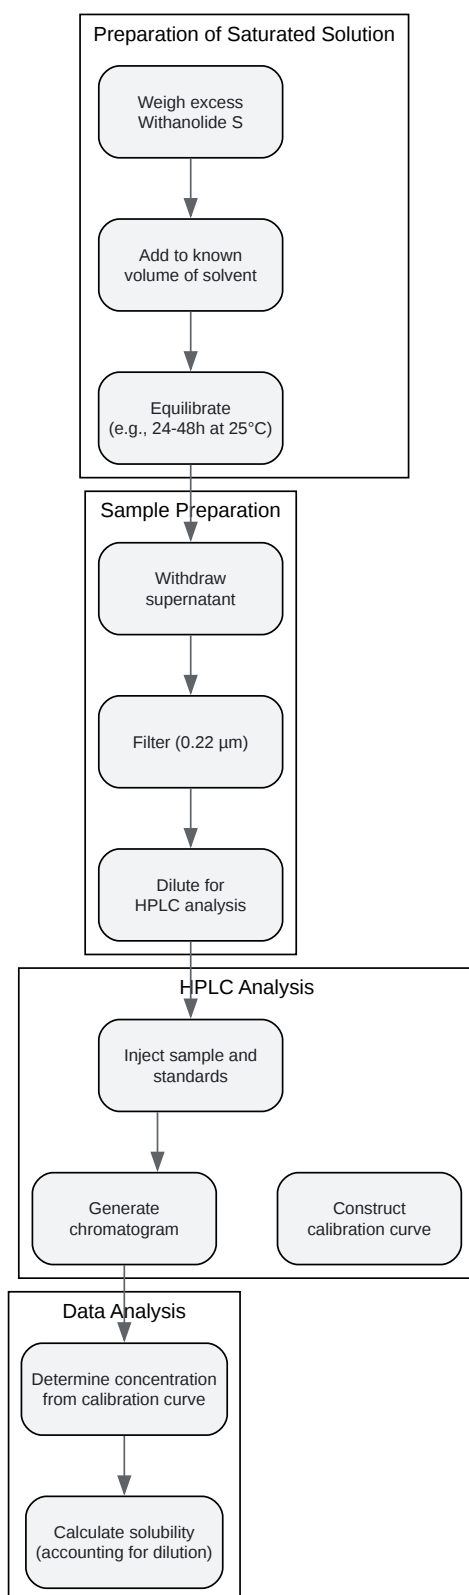 Preparation of Saturated Solution
Weigh excess
Withanolide S
Add to known
volume of solvent
Equilibrate
(e.g., 24-48h at 25°C)
Sample Preparation
Withdraw
supernatant
Filter (0.22 µm)
Dilute for
HPLC analysis
HPLC Analysis
Inject sample and
standards
Generate
chromatogram
Construct
calibration curve
Data Analysis
Determine concentration
from calibration curve
Calculate solubility
(accounting for dilution)